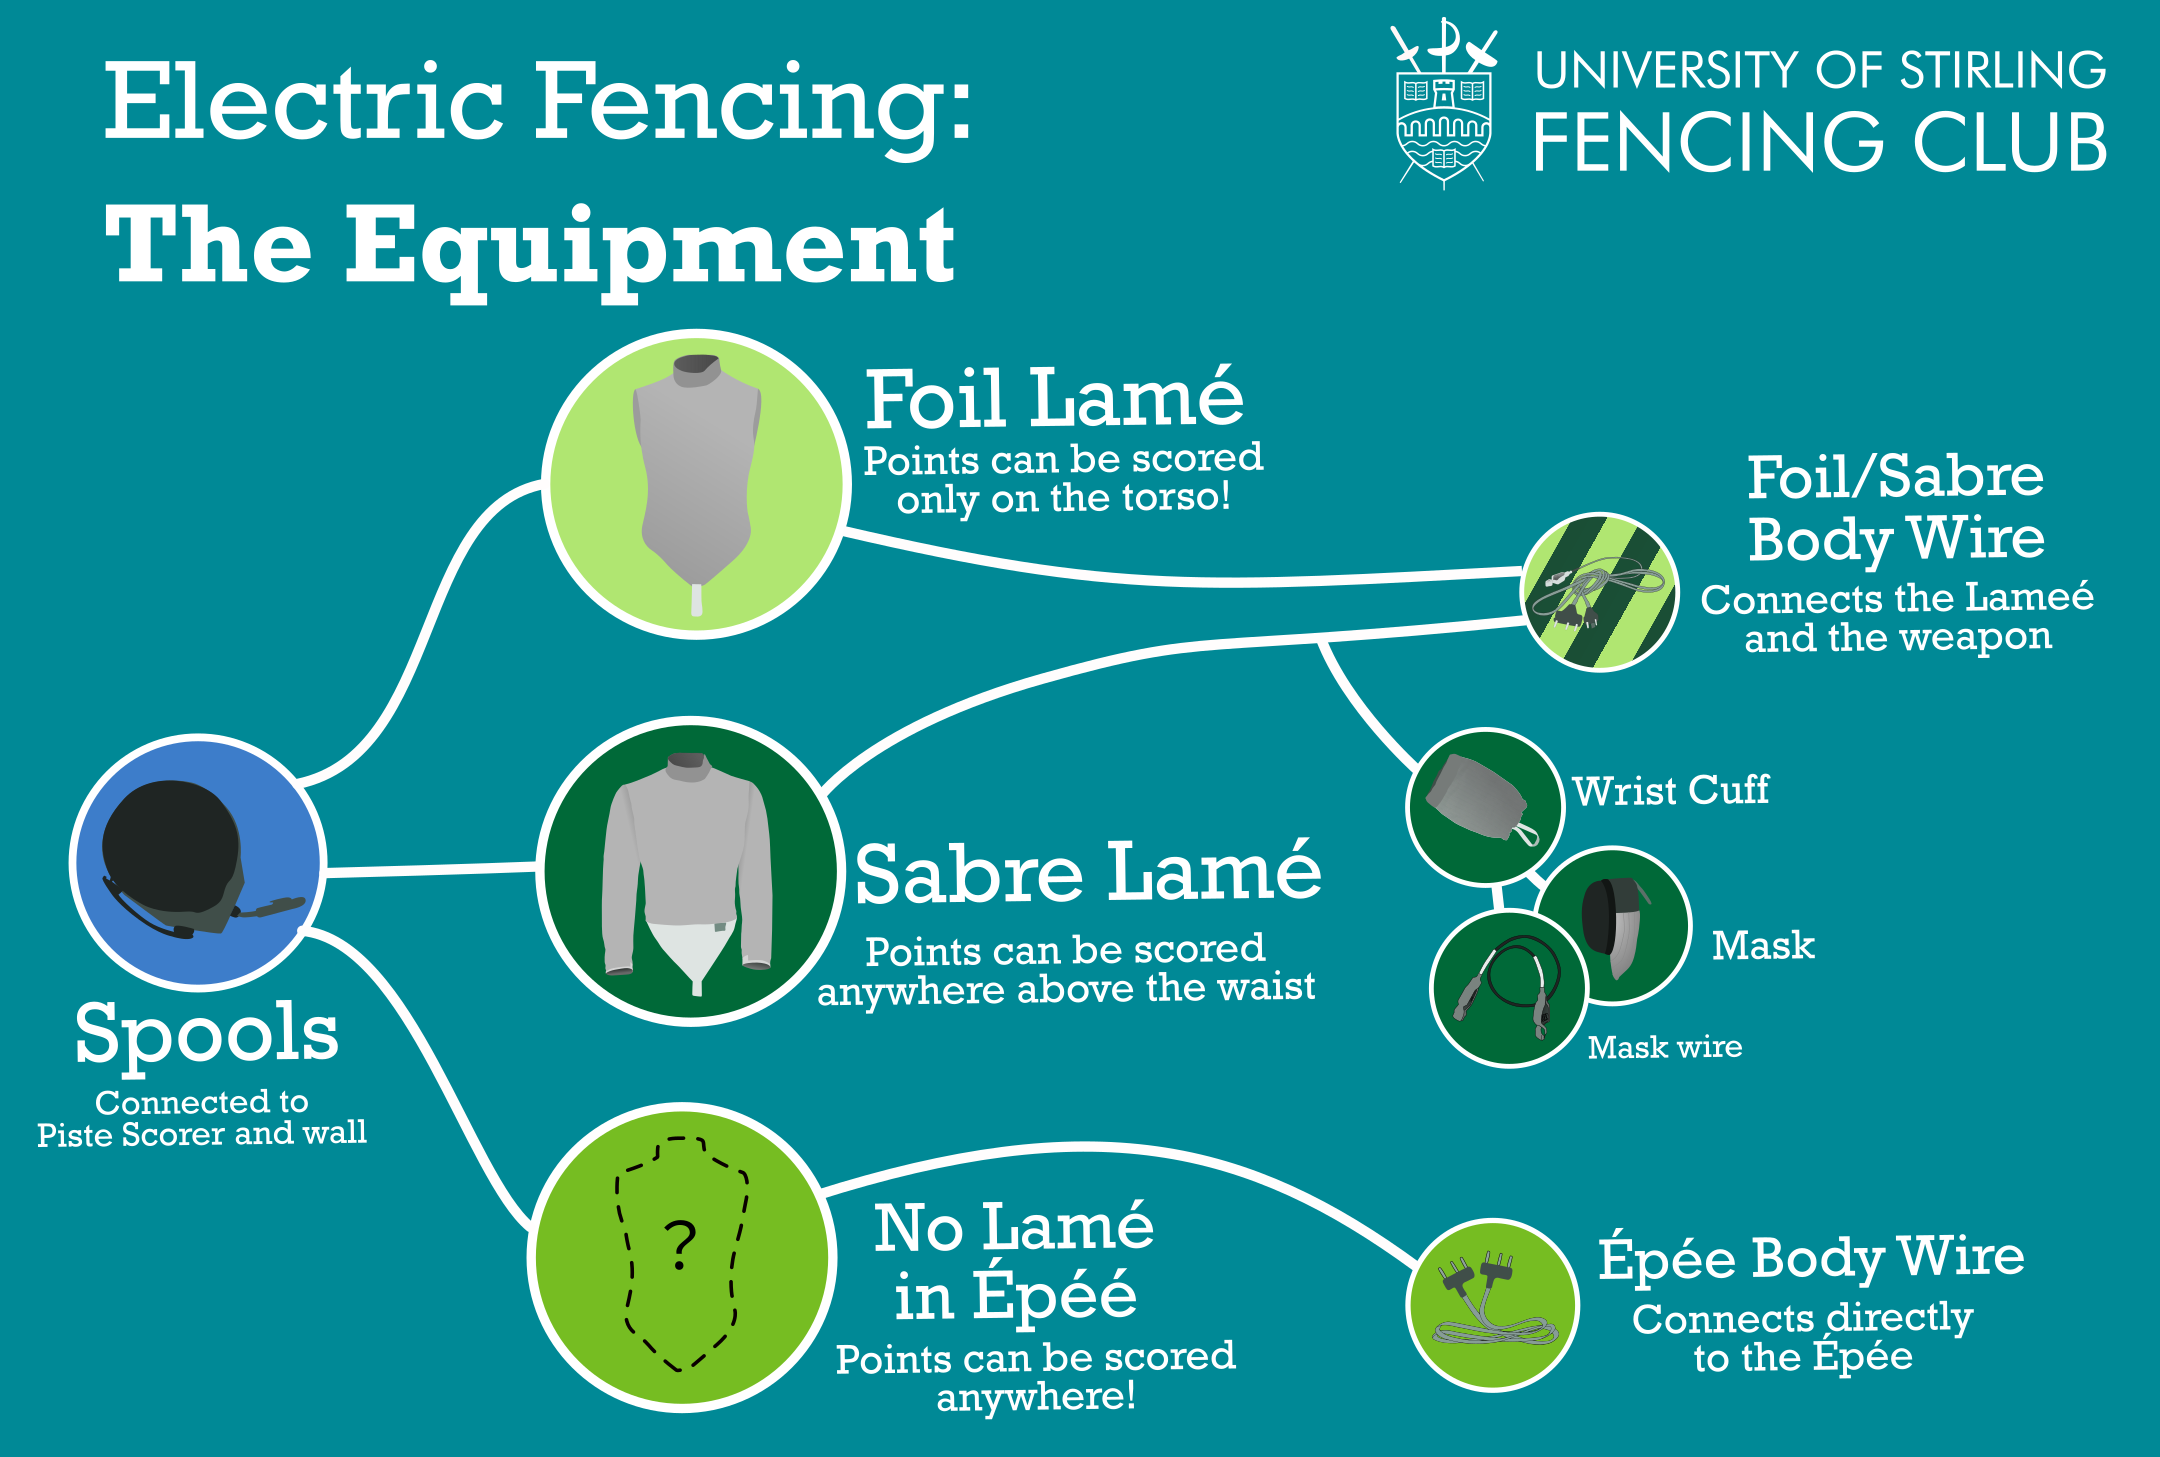 Electric Fencing:
The Equipment
UNIVERSITY OF STIRLING
FENCING CLUB
Foil Lamé
Points can be scored
only on the torso!
Foil/Sabre
Body Wire
Connects the Lameé
and the weapon
Wrist Cuff
Sabre Lamé
Points can be scored
anywhere above the waist
Mask
Mask wire
Spools
Connected to
Piste Scorer and wall
?
No Lamé
in Épéé
Points can be scored
anywhere!
Épée Body Wire
Connects directly
to the Épée